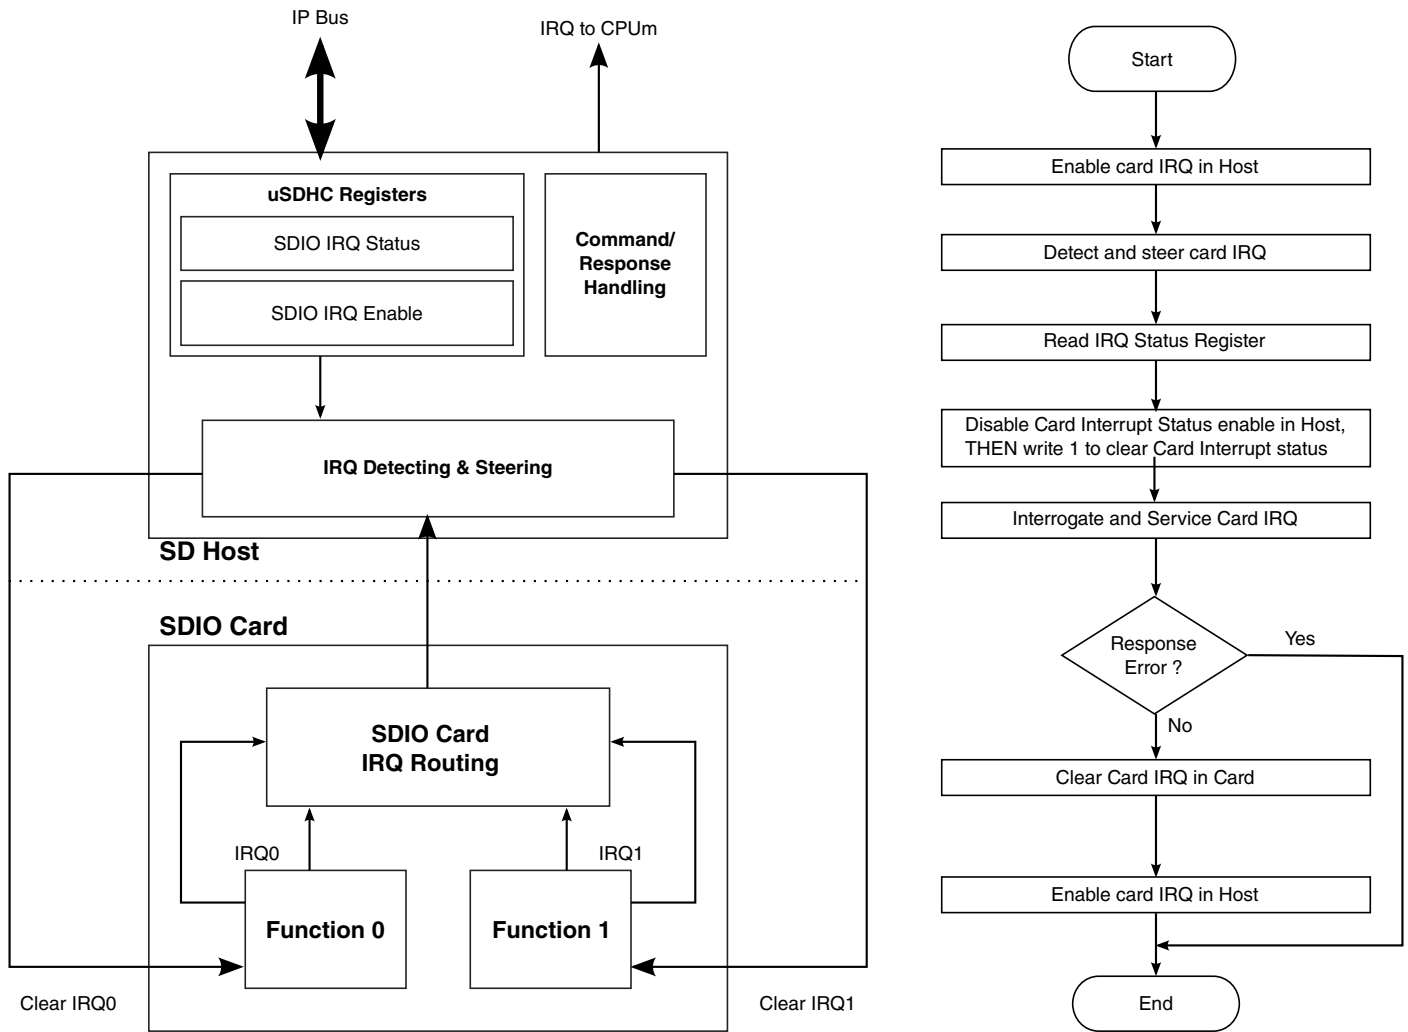 IP Bus
IRQ to CPUm
uSDHC Registers
SDIO IRQ Status
SDIO IRQ Enable
Command/
Response
Handling
IRQ Detecting & Steering
SD Host
SDIO Card
SDIO Card
IRQ Routing
IRQ0
IRQ1
Function 0
Function 1
Clear IRQ0
Clear IRQ1
Start
Enable card IRQ in Host
Detect and steer card IRQ
Read IRQ Status Register
Disable Card Interrupt Status enable in Host,
THEN write 1 to clear Card Interrupt status
Interrogate and Service Card IRQ
Response
Error ?
Yes
No
Clear Card IRQ in Card
Enable card IRQ in Host
End